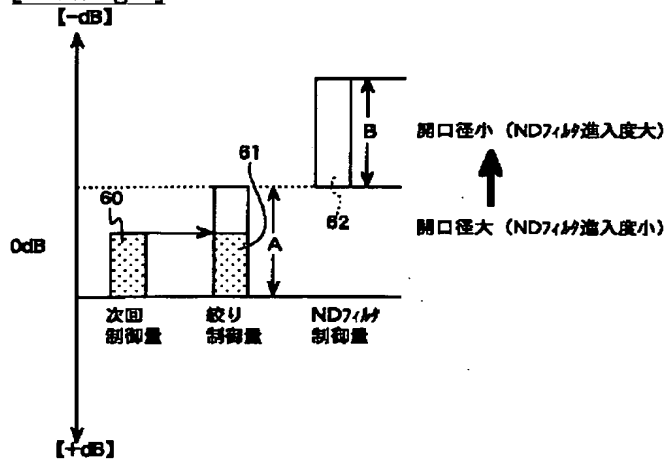 【−dB】
61
B
開口径小（NDフィルタ進入度大）
60
A
62
開口径大（NDフィルタ進入度小）
0dB
次回
制御量
絞り
制御量
NDフィルタ
制御量
【+dB】